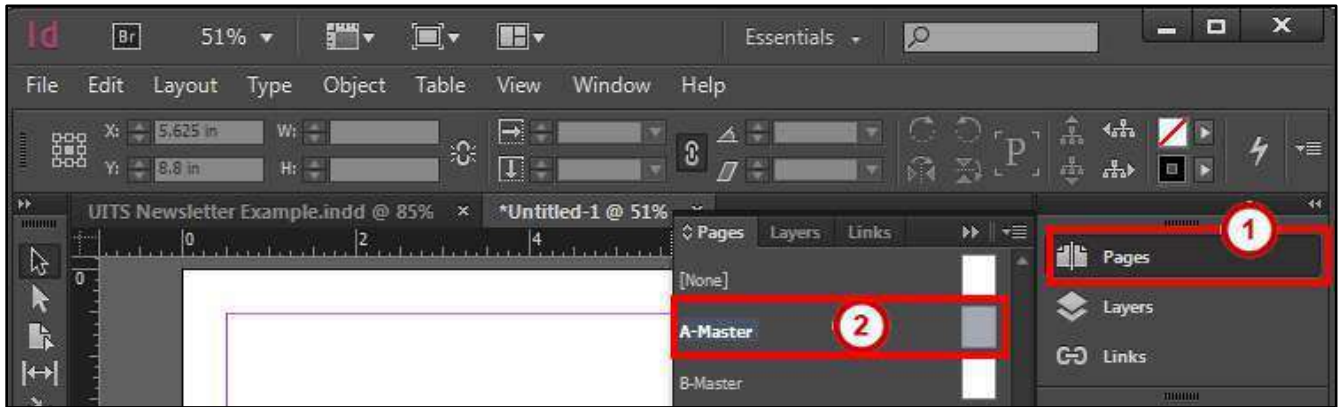 Id Br 51% Essentials
File Edit Layout Type Object Table View Window Help
X: 5.625 in W:
Y: 8.8 in H:
P
UITS Newsletter Example.indd @ 85% × *Untitled-1 @ 51% ×
0 2 4
0
Pages Layers Links
[None]
A-Master 2
B-Master
1
Pages
Layers
Links